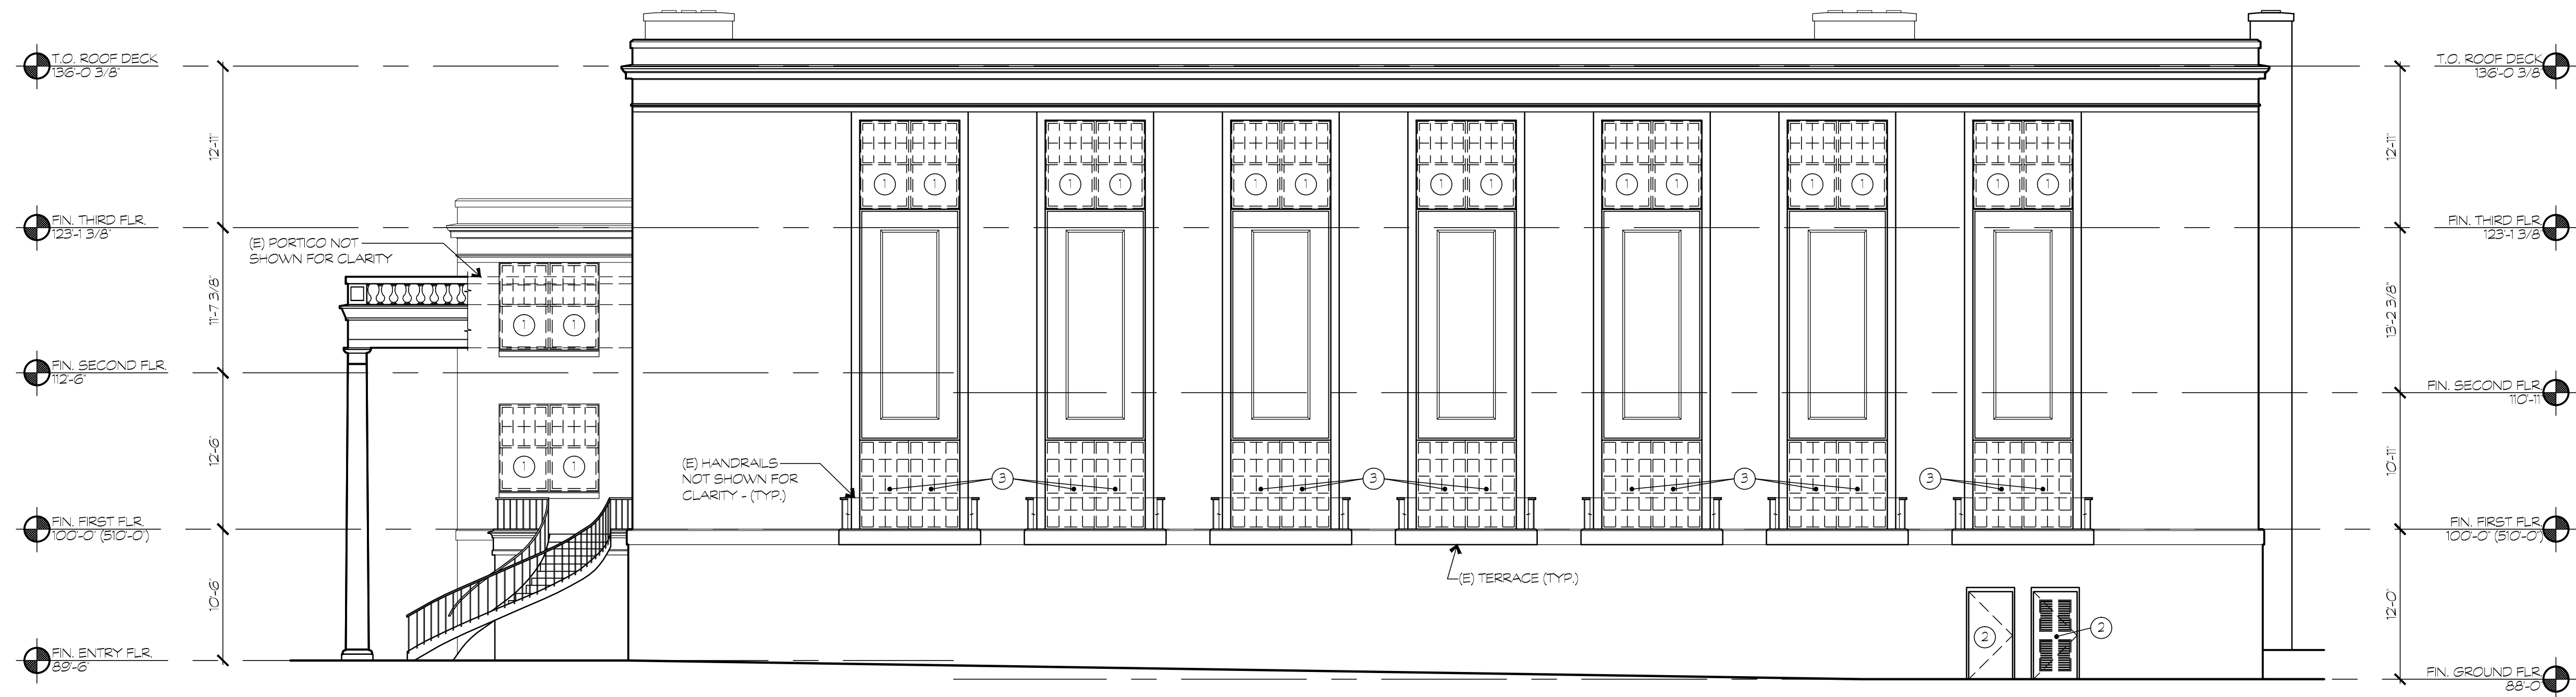 T.O. ROOF DECK
136'-0 3/8"
FIN. THIRD FLR.
123'-1 3/8"
FIN. SECOND FLR.
112'-6"
FIN. FIRST FLR.
100'-0" (510'-0")
FIN. ENTRY FLR.
89'-6"
12'-11"
11'-7 3/8"
12'-6"
10'-6"
(E) PORTICO NOT
SHOWN FOR CLARITY
1 1
1 1
1 1 1 1 1 1 1 1 1 1 1 1 1 1
(E) HANDRAILS
NOT SHOWN FOR
CLARITY - (TYP.)
3 3 3 3
(E) TERRACE (TYP.)
2 2
12'-11"
13'-2 3/8"
10'-11"
12'-0"
T.O. ROOF DECK
136'-0 3/8"
FIN. THIRD FLR.
123'-1 3/8"
FIN. SECOND FLR.
110'-11"
FIN. FIRST FLR.
100'-0" (510'-0")
FIN. GROUND FLR.
88'-0"